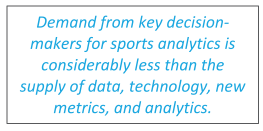 Demand from key decision-
makers for sports analytics is
considerably less than the
supply of data, technology, new
metrics, and analytics.